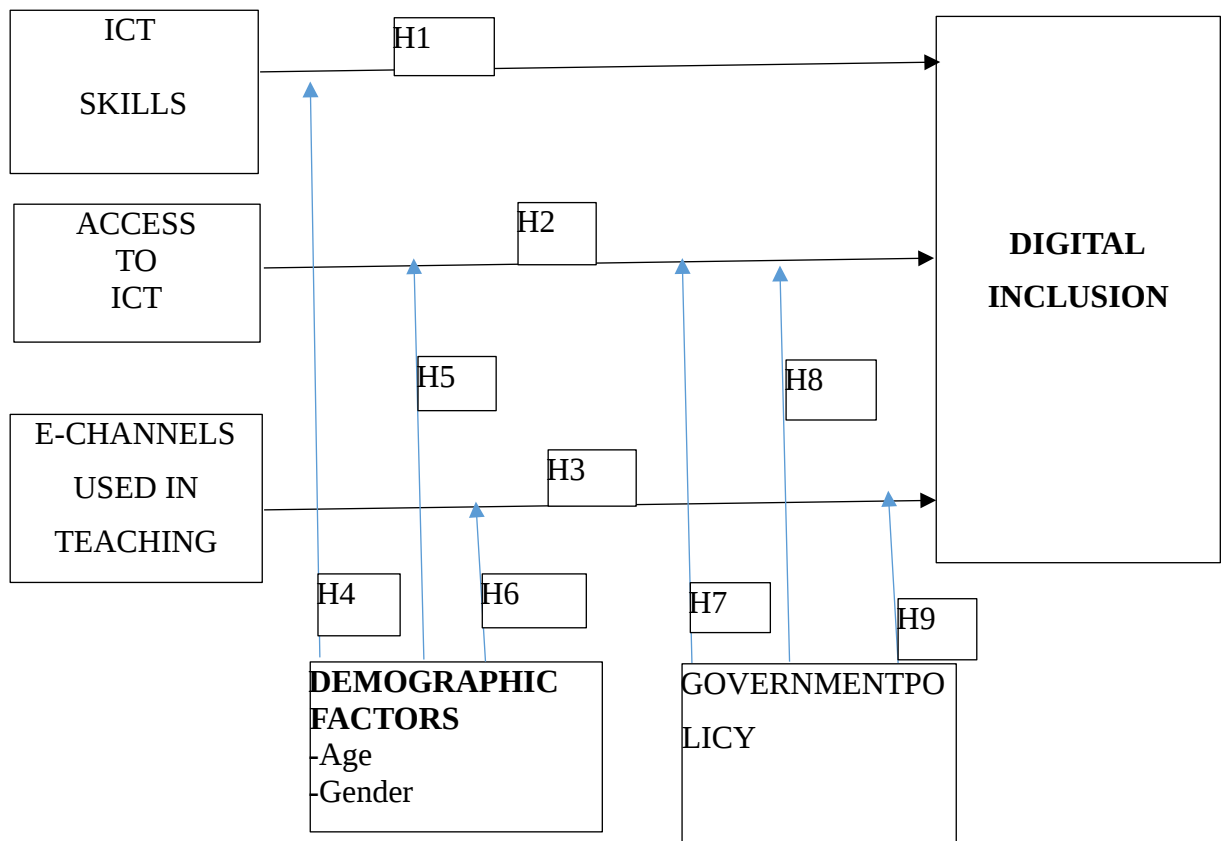 ICT
SKILLS
H1
ACCESS
TO
ICT
H2
DIGITAL
INCLUSION
H5
H8
E-CHANNELS
USED IN
TEACHING
H3
H4
H6
H7
H9
DEMOGRAPHIC
FACTORS
-Age
-Gender
GOVERNMENTPO
LICY